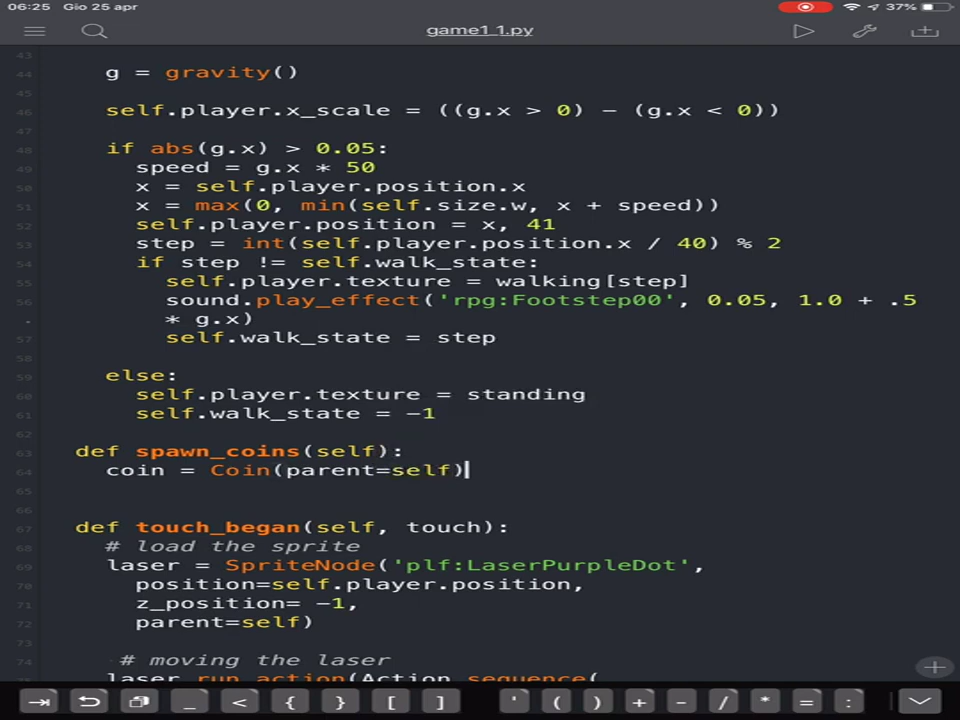 06:25 Gio 25 apr 37%
game1_1.py
43
44 g = gravity()
45
46 self.player.x_scale = ((g.x > 0) - (g.x < 0))
47
48 if abs(g.x) > 0.05:
49 speed = g.x * 50
50 x = self.player.position.x
51 x = max(0, min(self.size.w, x + speed))
52 self.player.position = x, 41
53 step = int(self.player.position.x / 40) % 2
54 if step != self.walk_state:
55 self.player.texture = walking[step]
56 sound.play_effect('rpg:Footstep00', 0.05, 1.0 + .5
· * g.x)
57 self.walk_state = step
58
59 else:
60 self.player.texture = standing
61 self.walk_state = -1
62
63 def spawn_coins(self):
64 coin = Coin(parent=self)
65
66
67 def touch_began(self, touch):
68 # load the sprite
69 laser = SpriteNode('plf:LaserPurpleDot',
70 position=self.player.position,
71 z_position= -1,
72 parent=self)
73
74 # moving the laser
laser.run_action(Action.sequence(
_ < { } [ ] ' ( ) + - / * = :